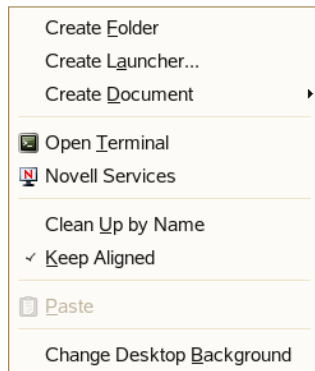 Create Folder
Create Launcher...
Create Document
Open Terminal
Novell Services
Clean Up by Name
Keep Aligned
Paste
Change Desktop Background